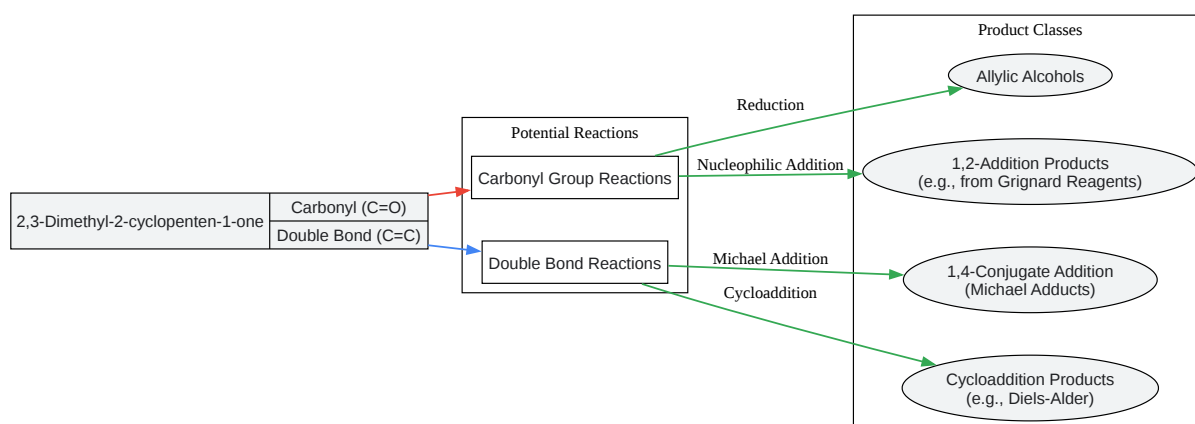 Product Classes
Allylic Alcohols
Reduction
Potential Reactions
Nucleophilic Addition
1,2-Addition Products
(e.g., from Grignard Reagents)
Carbonyl Group Reactions
2,3-Dimethyl-2-cyclopenten-1-one
Carbonyl (C=O)
Double Bond (C=C)
Double Bond Reactions
Michael Addition
1,4-Conjugate Addition
(Michael Adducts)
Cycloaddition
Cycloaddition Products
(e.g., Diels-Alder)